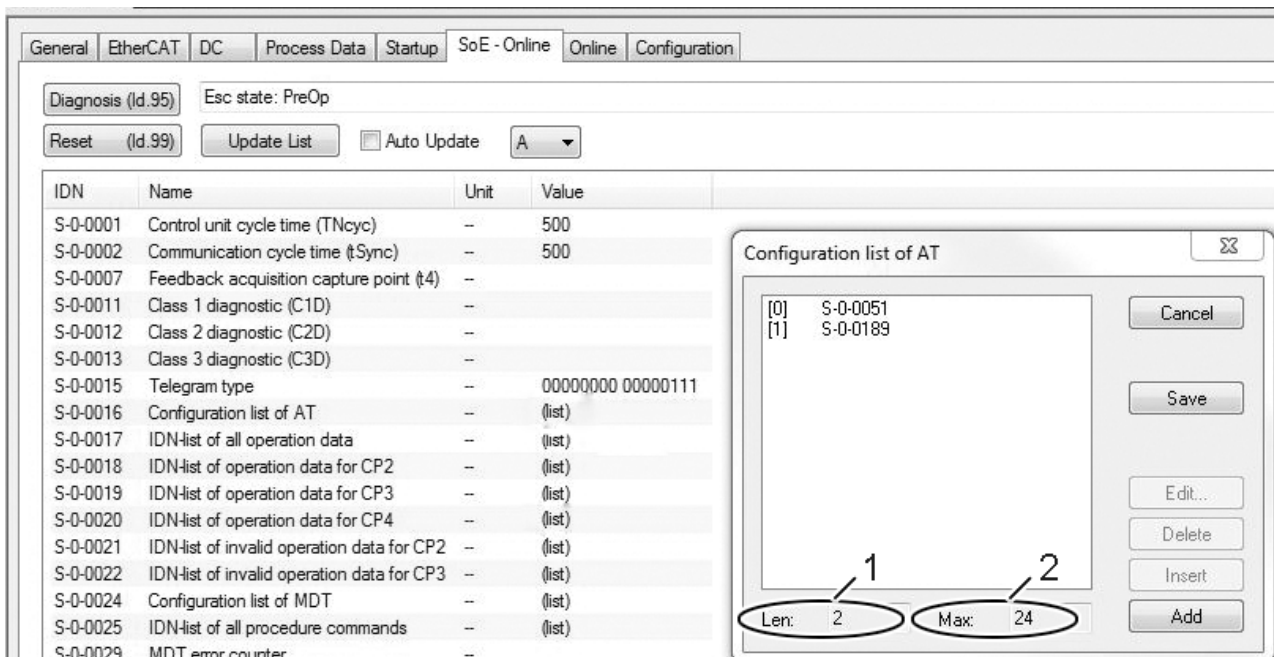 General EtherCAT DC Process Data Startup SoE - Online Online Configuration
Diagnosis (Id.95) Esc state: PreOp
Reset (Id.99) Update List Auto Update A
IDN Name Unit Value
S-0-0001 Control unit cycle time (TNcyc) -- 500
S-0-0002 Communication cycle time (tSync) -- 500
S-0-0007 Feedback acquisition capture point (t4) --
S-0-0011 Class 1 diagnostic (C1D) --
S-0-0012 Class 2 diagnostic (C2D) --
S-0-0013 Class 3 diagnostic (C3D) --
S-0-0015 Telegram type -- 00000000 00000111
S-0-0016 Configuration list of AT -- (list)
S-0-0017 IDN-list of all operation data -- (list)
S-0-0018 IDN-list of operation data for CP2 -- (list)
S-0-0019 IDN-list of operation data for CP3 -- (list)
S-0-0020 IDN-list of operation data for CP4 -- (list)
S-0-0021 IDN-list of invalid operation data for CP2 -- (list)
S-0-0022 IDN-list of invalid operation data for CP3 -- (list)
S-0-0024 Configuration list of MDT -- (list)
S-0-0025 IDN-list of all procedure commands -- (list)
S-0-0029 MDT error counter --
Configuration list of AT
[0] S-0-0051
[1] S-0-0189
Cancel
Save
Edit...
Delete
Insert
Add
1 2
Len: 2 Max: 24